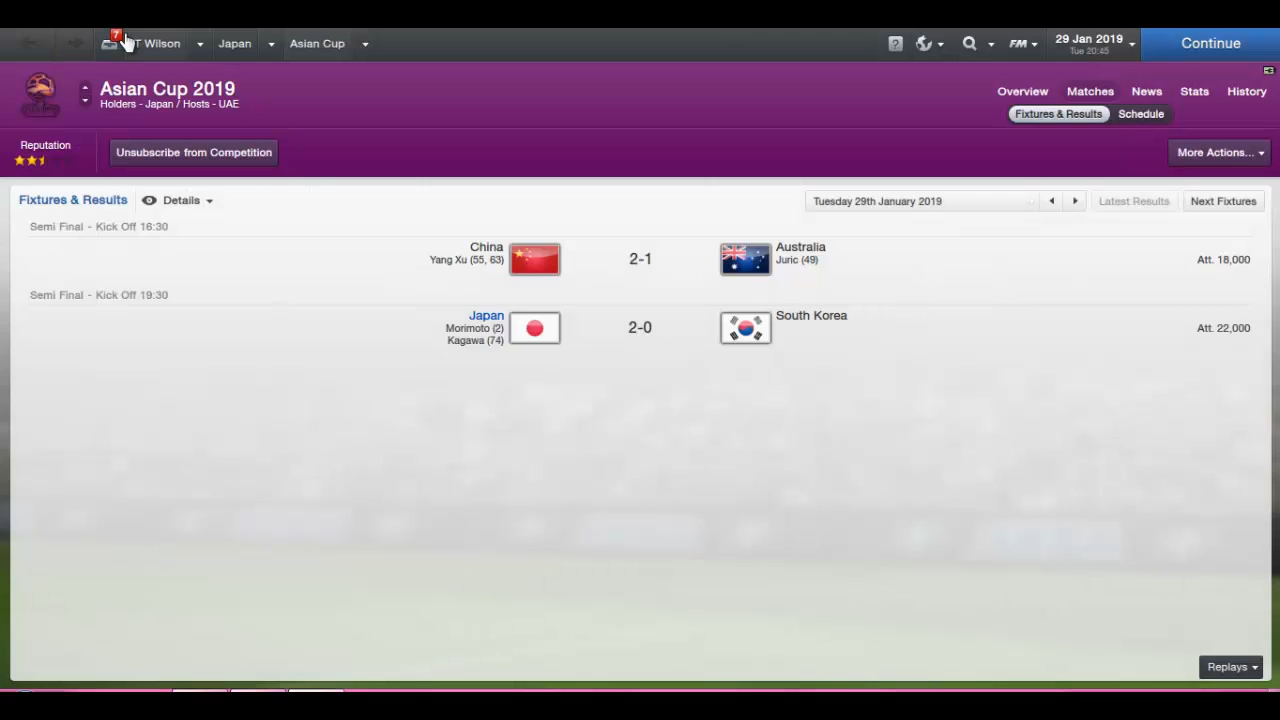 7
T Wilson Japan Asian Cup
? FM 29 Jan 2019 Continue
Tue 20:45
Asian Cup 2019
Holders - Japan / Hosts - UAE
Overview Matches News Stats History
Fixtures & Results Schedule
Reputation
Unsubscribe from Competition More Actions...
Fixtures & Results Details Tuesday 29th January 2019 Latest Results Next Fixtures
Semi Final - Kick Off 16:30
China 2-1 Australia
Yang Xu (55, 63) Juric (49) Att. 18,000
Semi Final - Kick Off 19:30
Japan South Korea
Morimoto (2) 2-0 Att. 22,000
Kagawa (74)
Replays